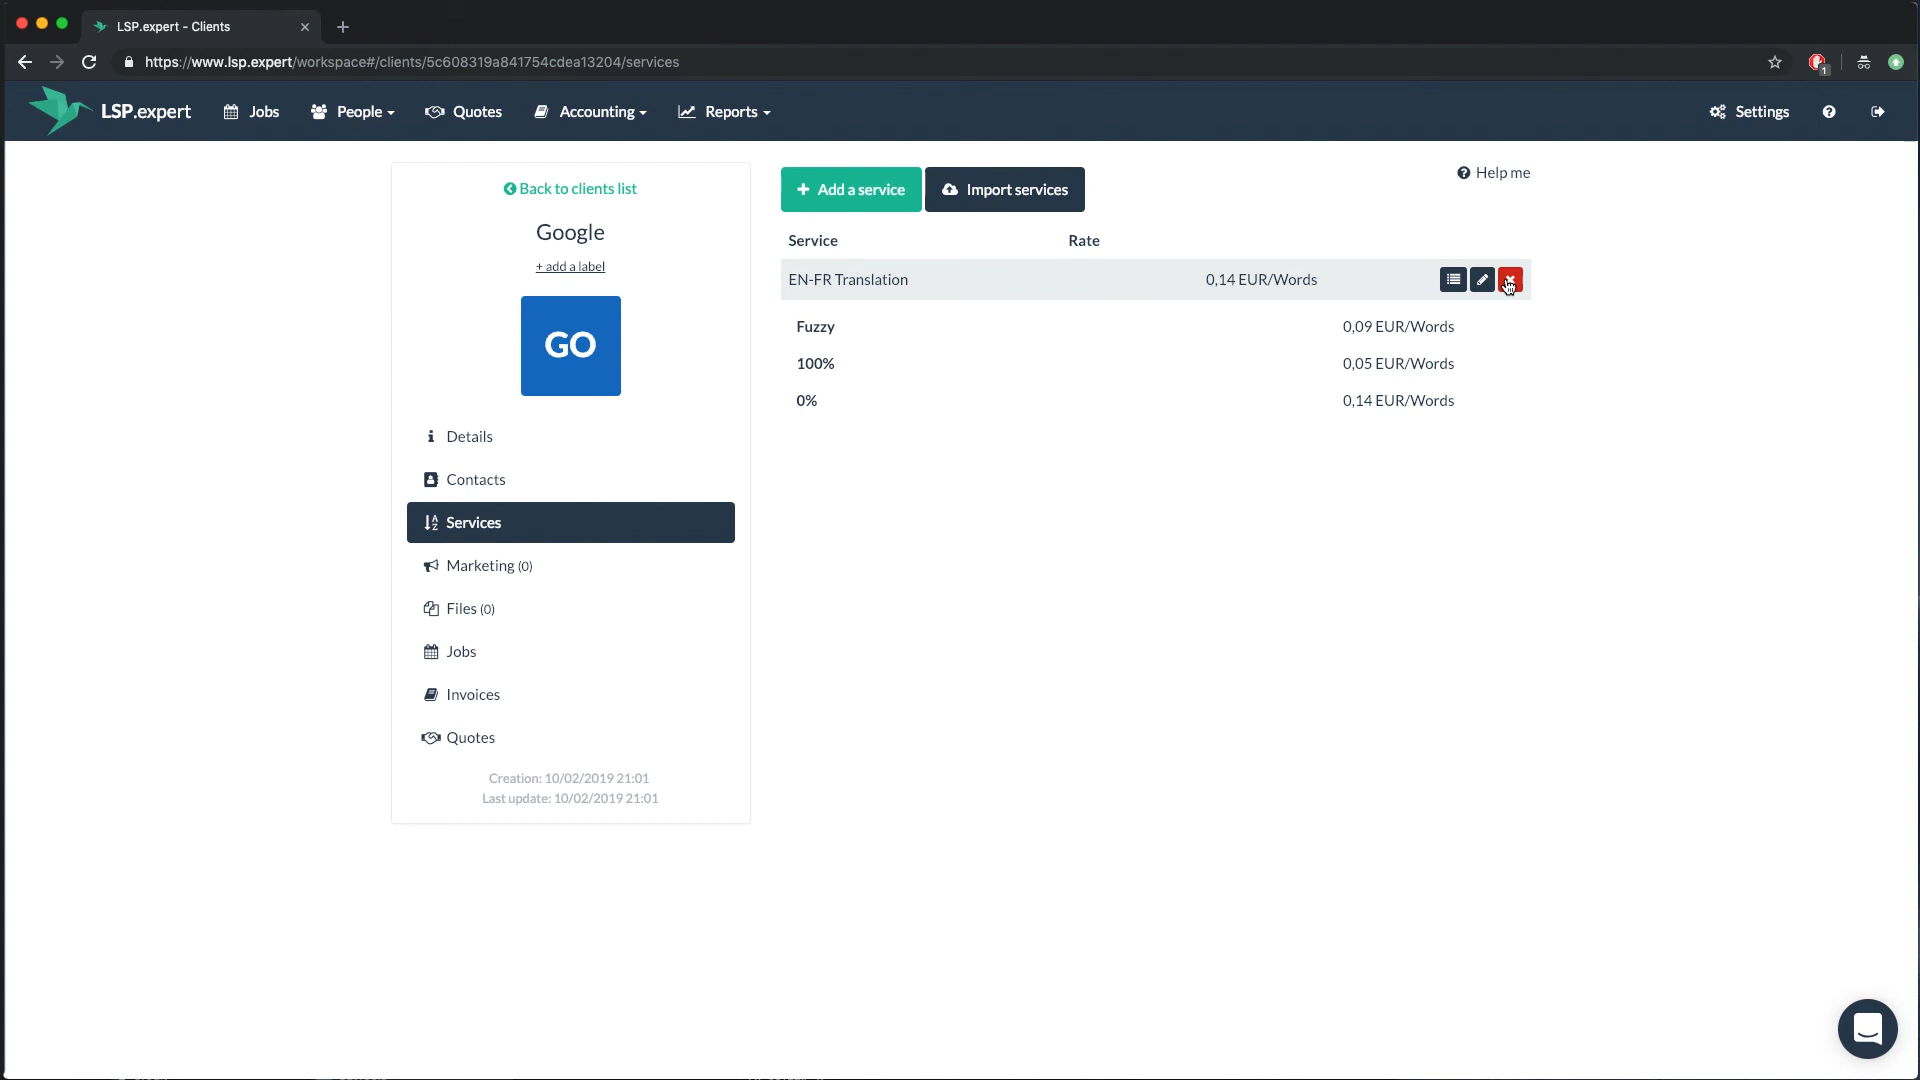 LSP.expert - Clients
https://www.lsp.expert/workspace#/clients/5c608319a841754cdea13204/services
1
LSP.expert
Jobs
People
Quotes
Accounting
Reports
Settings
Back to clients list
Google
+ add a label
GO
Details
Contacts
Services
Marketing (0)
Files (0)
Jobs
Invoices
Quotes
Creation: 10/02/2019 21:01
Last update: 10/02/2019 21:01
+ Add a service
Import services
Help me
Service Rate
EN-FR Translation 0,14 EUR/Words
Fuzzy 0,09 EUR/Words
100% 0,05 EUR/Words
0% 0,14 EUR/Words